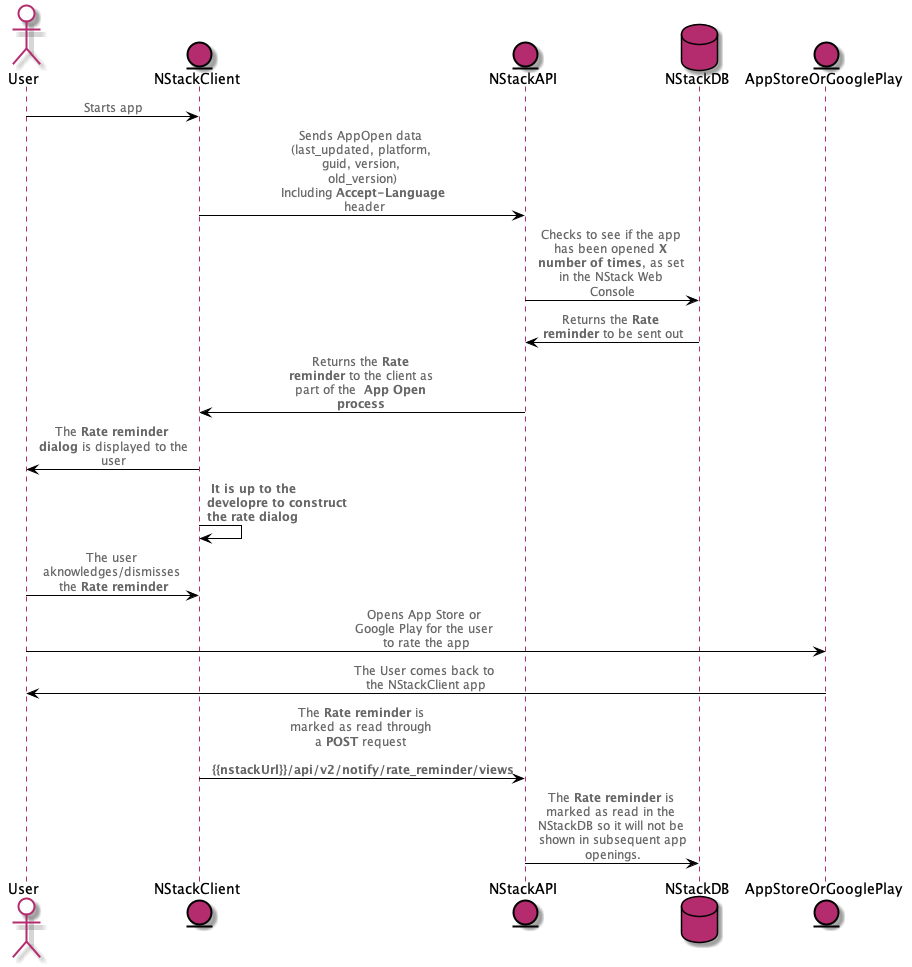 User
NStackClient
NStackAPI
NStackDB
AppStoreOrGooglePlay
Starts app
Sends AppOpen data
(last_updated, platform,
guid, version,
old_version)
Including Accept-Language
header
Checks to see if the app
has been opened X
number of times, as set
in the NStack Web
Console
Returns the Rate
reminder to be sent out
Returns the Rate
reminder to the client as
part of the App Open
process
The Rate reminder
dialog is displayed to the
user
It is up to the
developre to construct
the rate dialog
The user
aknowledges/dismisses
the Rate reminder
Opens App Store or
Google Play for the user
to rate the app
The User comes back to
the NStackClient app
The Rate reminder is
marked as read through
a POST request
{{nstackUrl}}/api/v2/notify/rate_reminder/views
The Rate reminder is
marked as read in the
NStackDB so it will not be
shown in subsequent app
openings.
User
NStackClient
NStackAPI
NStackDB
AppStoreOrGooglePlay